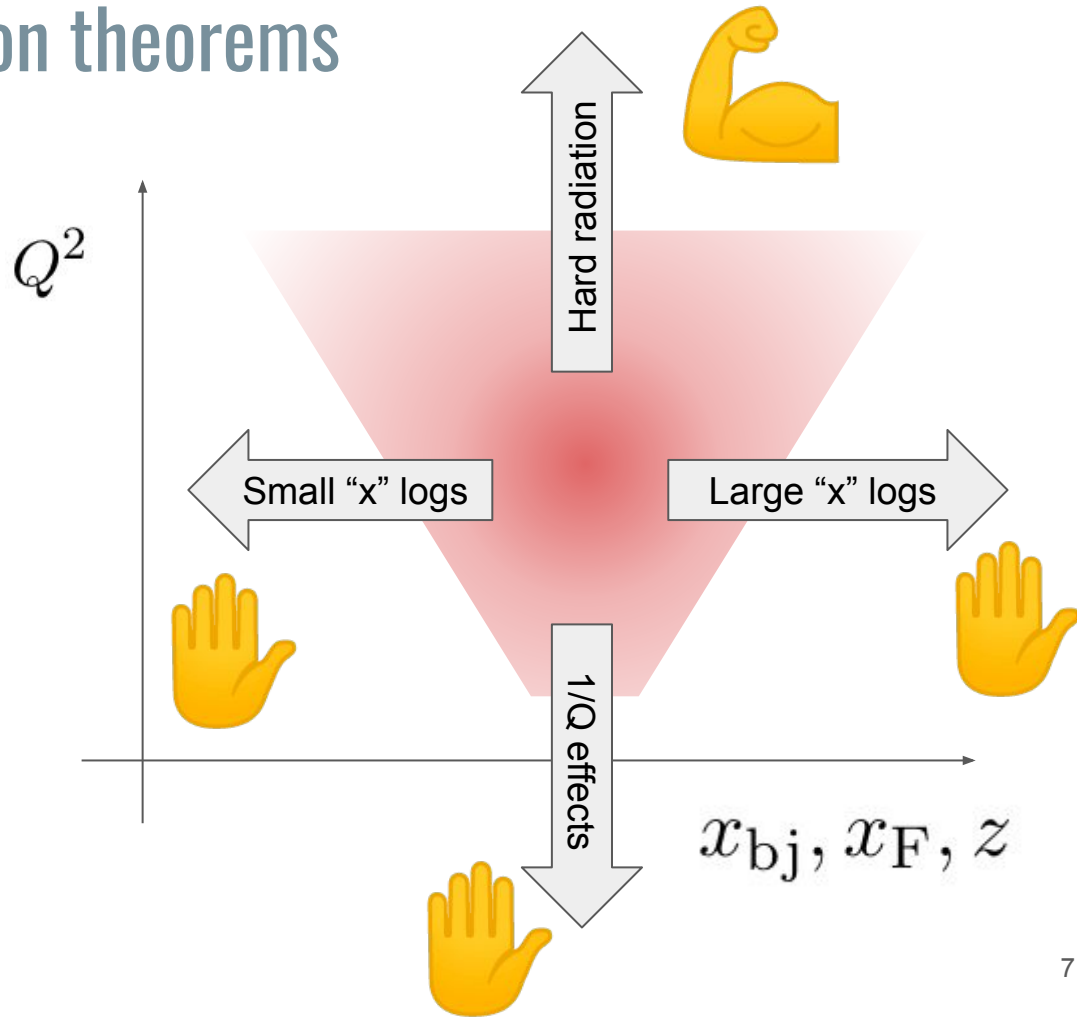 on theorems
Hard radiation
Q²
Small “x” logs
Large “x” logs
1/Q effects
x_bj, x_F, z
7